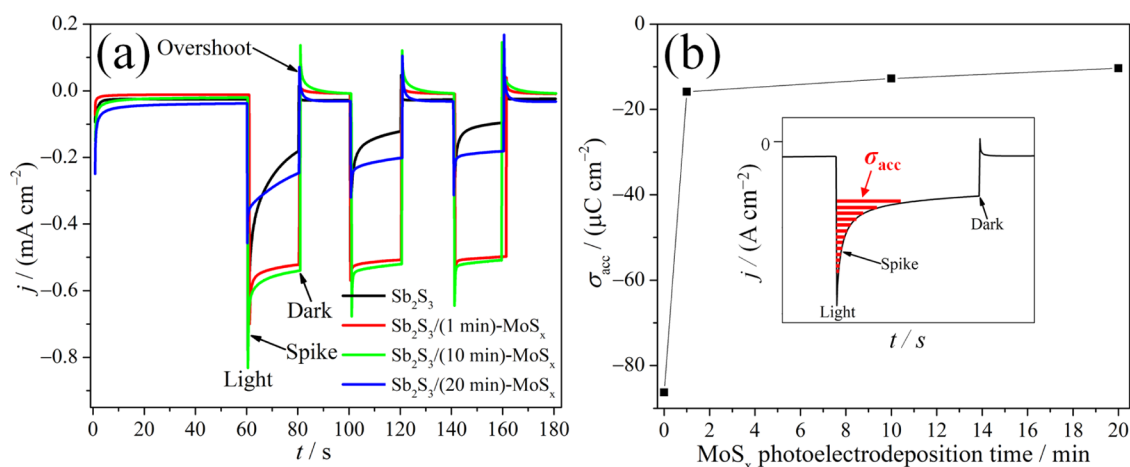 (a)
Overshoot
Dark
Spike
Light
Sb₂S₃
Sb₂S₃/(1 min)-MoSₓ
Sb₂S₃/(10 min)-MoSₓ
Sb₂S₃/(20 min)-MoSₓ
j / (mA cm⁻²)
0.2
0.0
−0.2
−0.4
−0.6
−0.8
0 20 40 60 80 100 120 140 160 180
t / s
(b)
σacc / (μC cm⁻²)
0
−20
−40
−60
−80
0 2 4 6 8 10 12 14 16 18 20
MoSₓ photoelectrodeposition time / min
0
σacc
Dark
Spike
Light
j / (A cm⁻²)
t / s